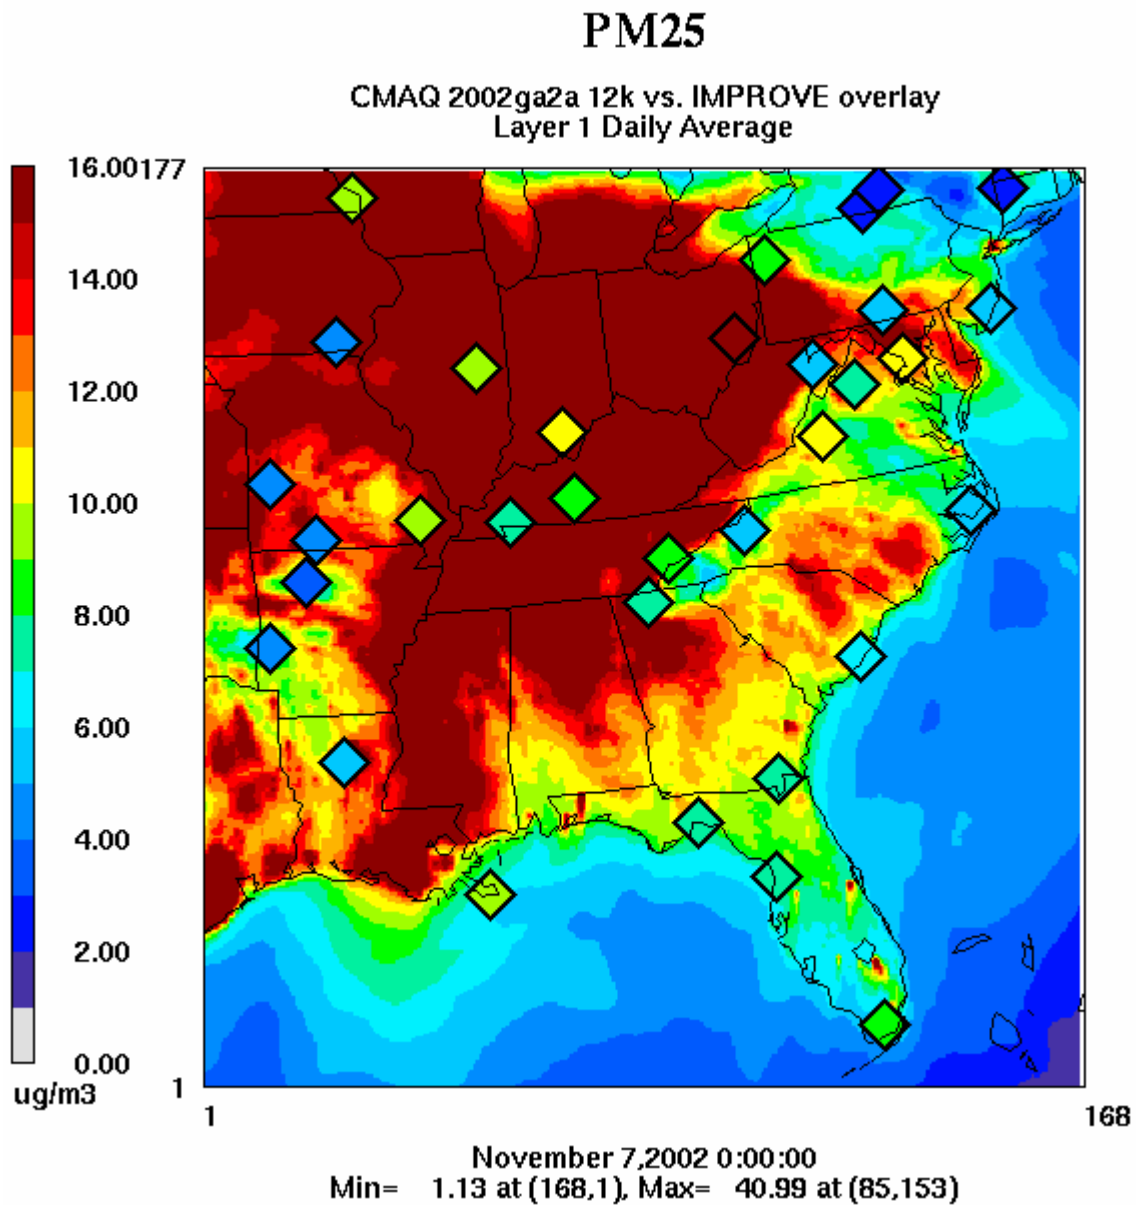 PM25
CMAQ 2002ga2a 12k vs. IMPROVE overlay
Layer 1 Daily Average
16.00
177
14.00
12.00
10.00
8.00
6.00
4.00
2.00
0.00
ug/m3
1
1
168
November 7,2002 0:00:00
Min= 1.13 at (168,1), Max= 40.99 at (85,153)